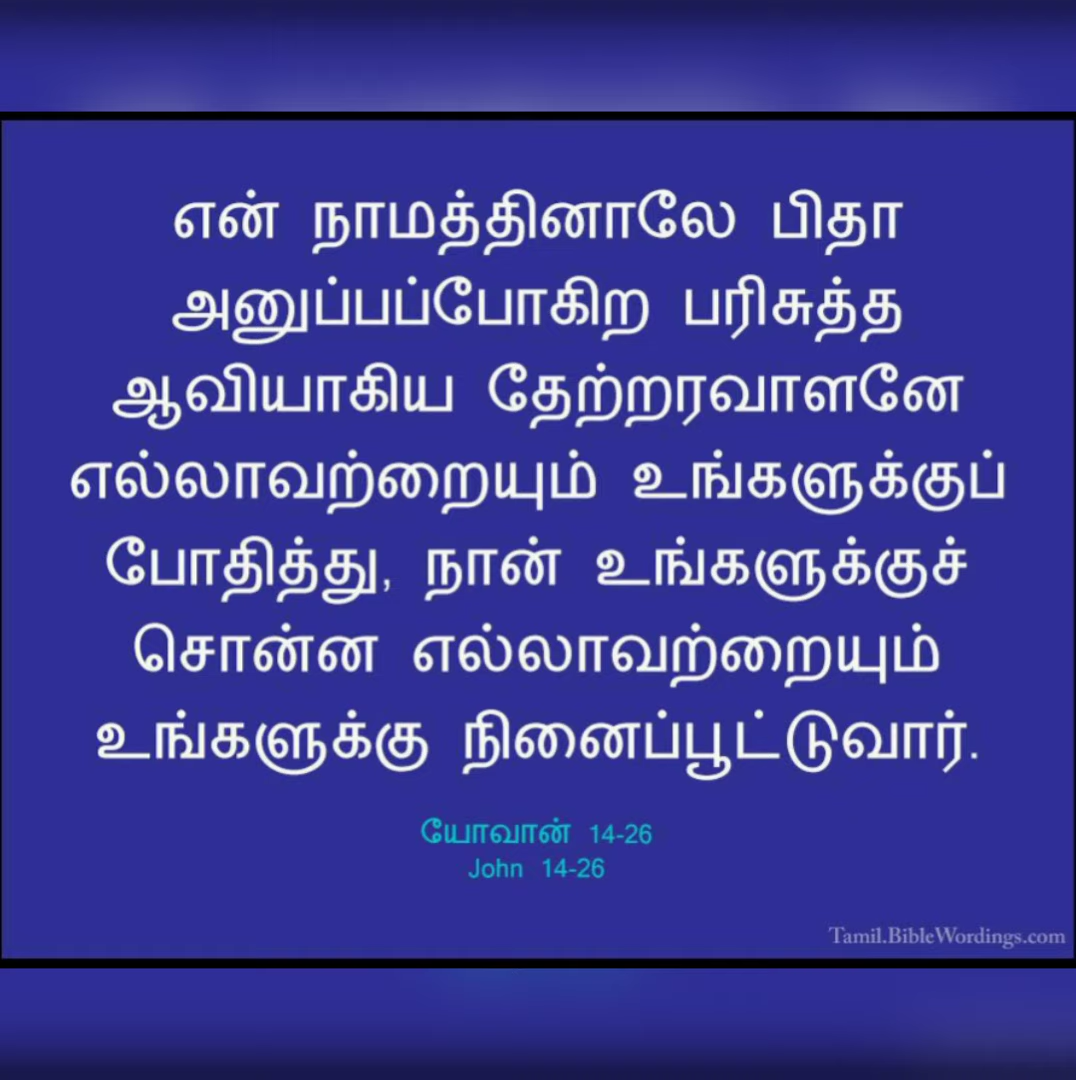 என் நாமத்தினாலே பிதா
அனுப்பப்போகிற பரிசுத்த
ஆவியாகிய தேற்றரவாளனே
எல்லாவற்றையும் உங்களுக்குப்
போதித்து, நான் உங்களுக்குச்
சொன்ன எல்லாவற்றையும்
உங்களுக்கு நினைப்பூட்டுவார்.
யோவான் 14-26
John 14-26
Tamil.BibleWordings.com